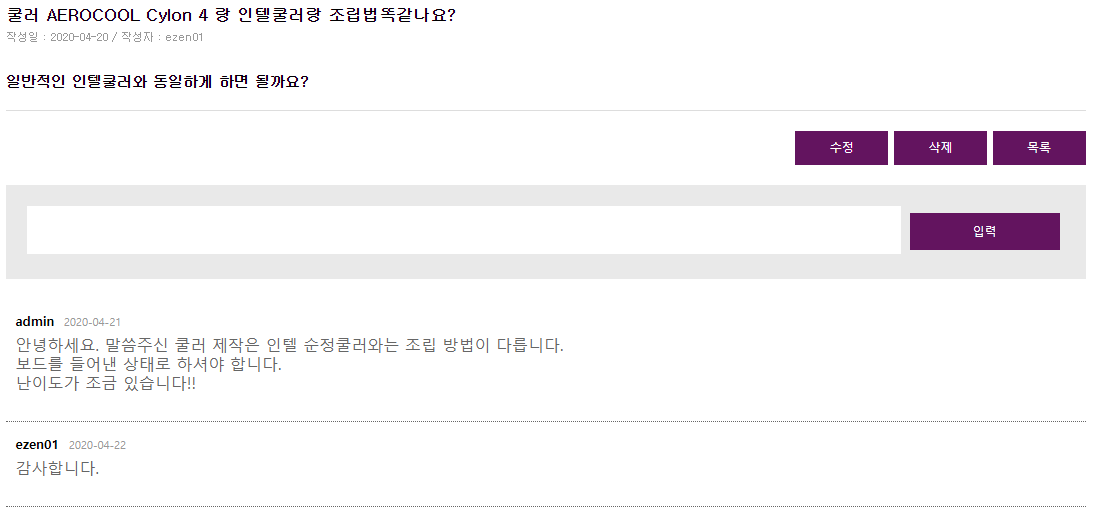 쿨러 AEROCOOL Cylon 4 랑 인텔쿨러랑 조립법똑같나요?
작성일 : 2020-04-20 / 작성자 : ezen01
일반적인 인텔쿨러와 동일하게 하면 될까요?
수정 삭제 목록
입력
admin 2020-04-21
안녕하세요. 말씀주신 쿨러 제작은 인텔 순정쿨러와는 조립 방법이 다릅니다.
보드를 들어낸 상태로 하셔야 합니다.
난이도가 조금 있습니다!!
ezen01 2020-04-22
감사합니다.